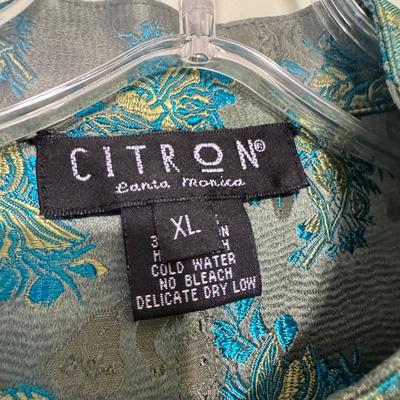 CITRON®
Santa Monica
XL
COLD WATER
NO BLEACH
DELICATE DRY LOW